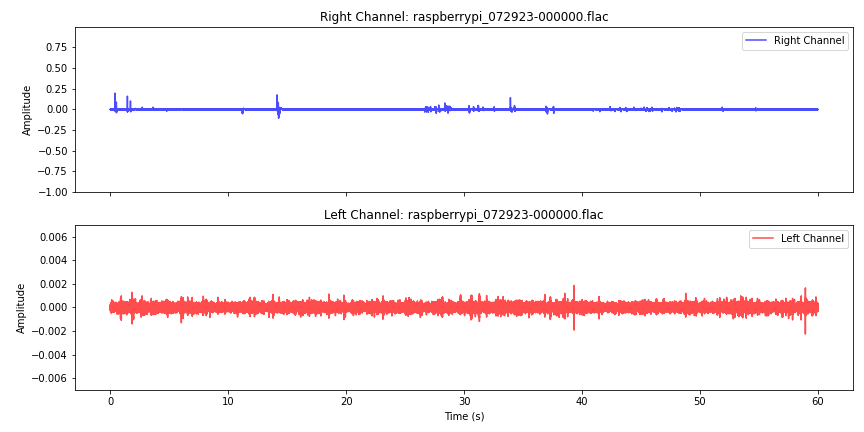 Right Channel: raspberrypi_072923-000000.flac
Right Channel
0.75
0.50
0.25
0.00
−0.25
−0.50
−0.75
−1.00
Amplitude
Left Channel: raspberrypi_072923-000000.flac
Left Channel
0.006
0.004
0.002
0.000
−0.002
−0.004
−0.006
Amplitude
0 10 20 30 40 50 60
Time (s)